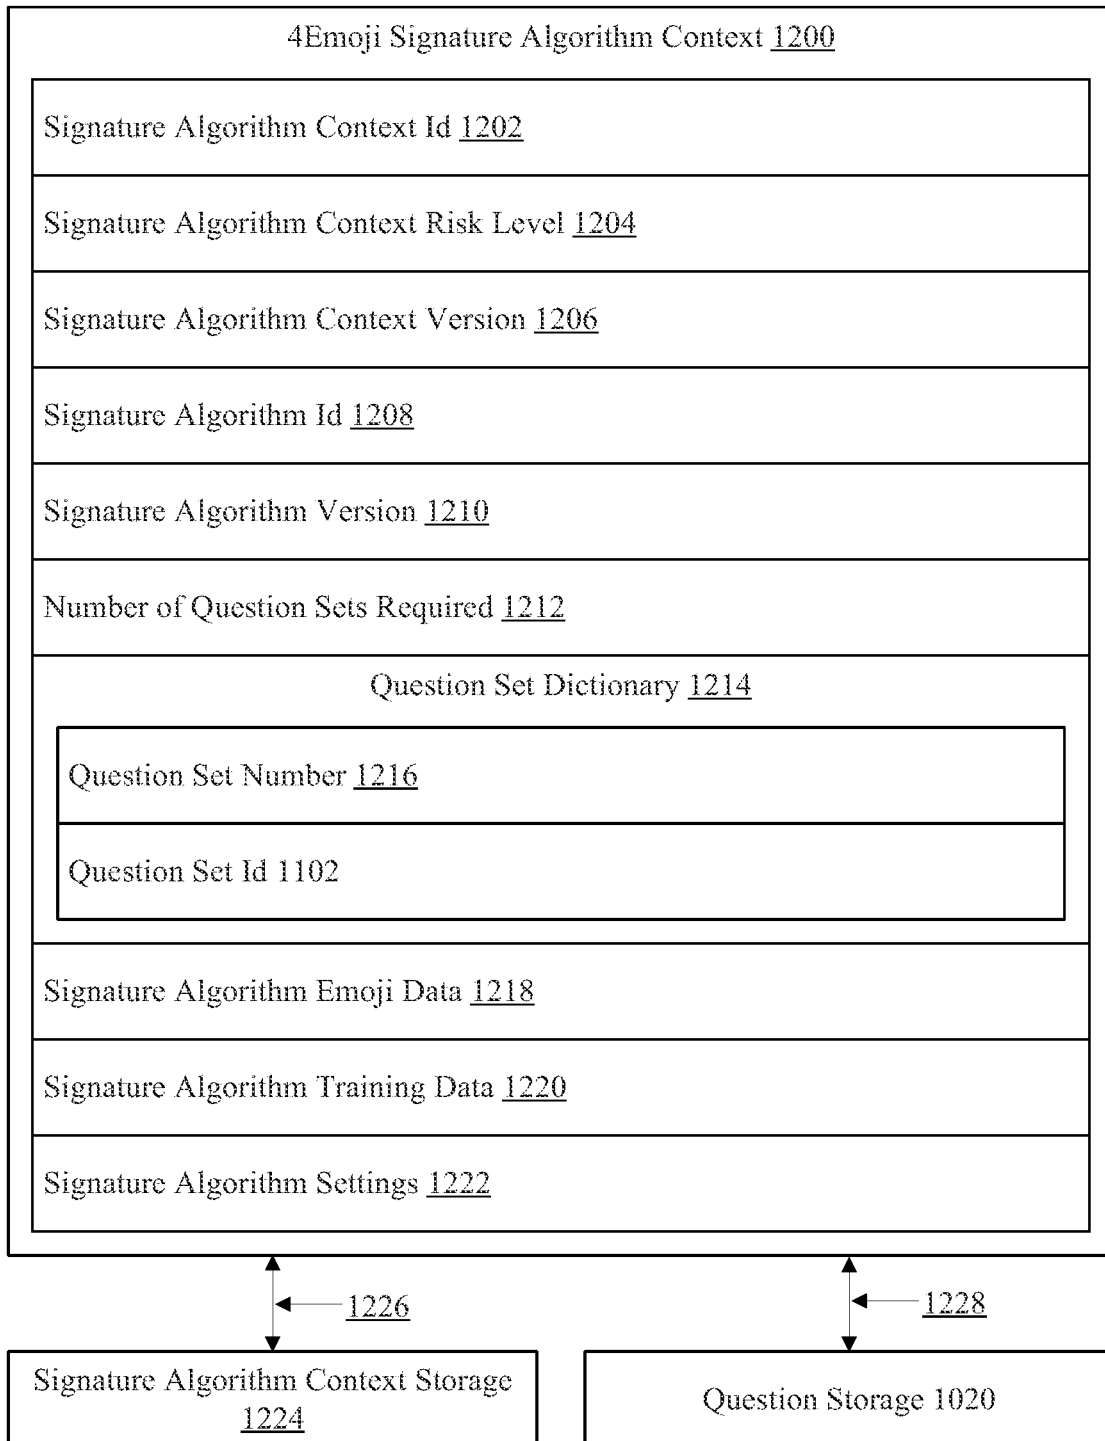 4Emoji Signature Algorithm Context 1200
Signature Algorithm Context Id 1202
Signature Algorithm Context Risk Level 1204
Signature Algorithm Context Version 1206
Signature Algorithm Id 1208
Signature Algorithm Version 1210
Number of Question Sets Required 1212
Question Set Dictionary 1214
Question Set Number 1216
Question Set Id 1102
Signature Algorithm Emoji Data 1218
Signature Algorithm Training Data 1220
Signature Algorithm Settings 1222
1226
1228
Signature Algorithm Context Storage
1224
Question Storage 1020